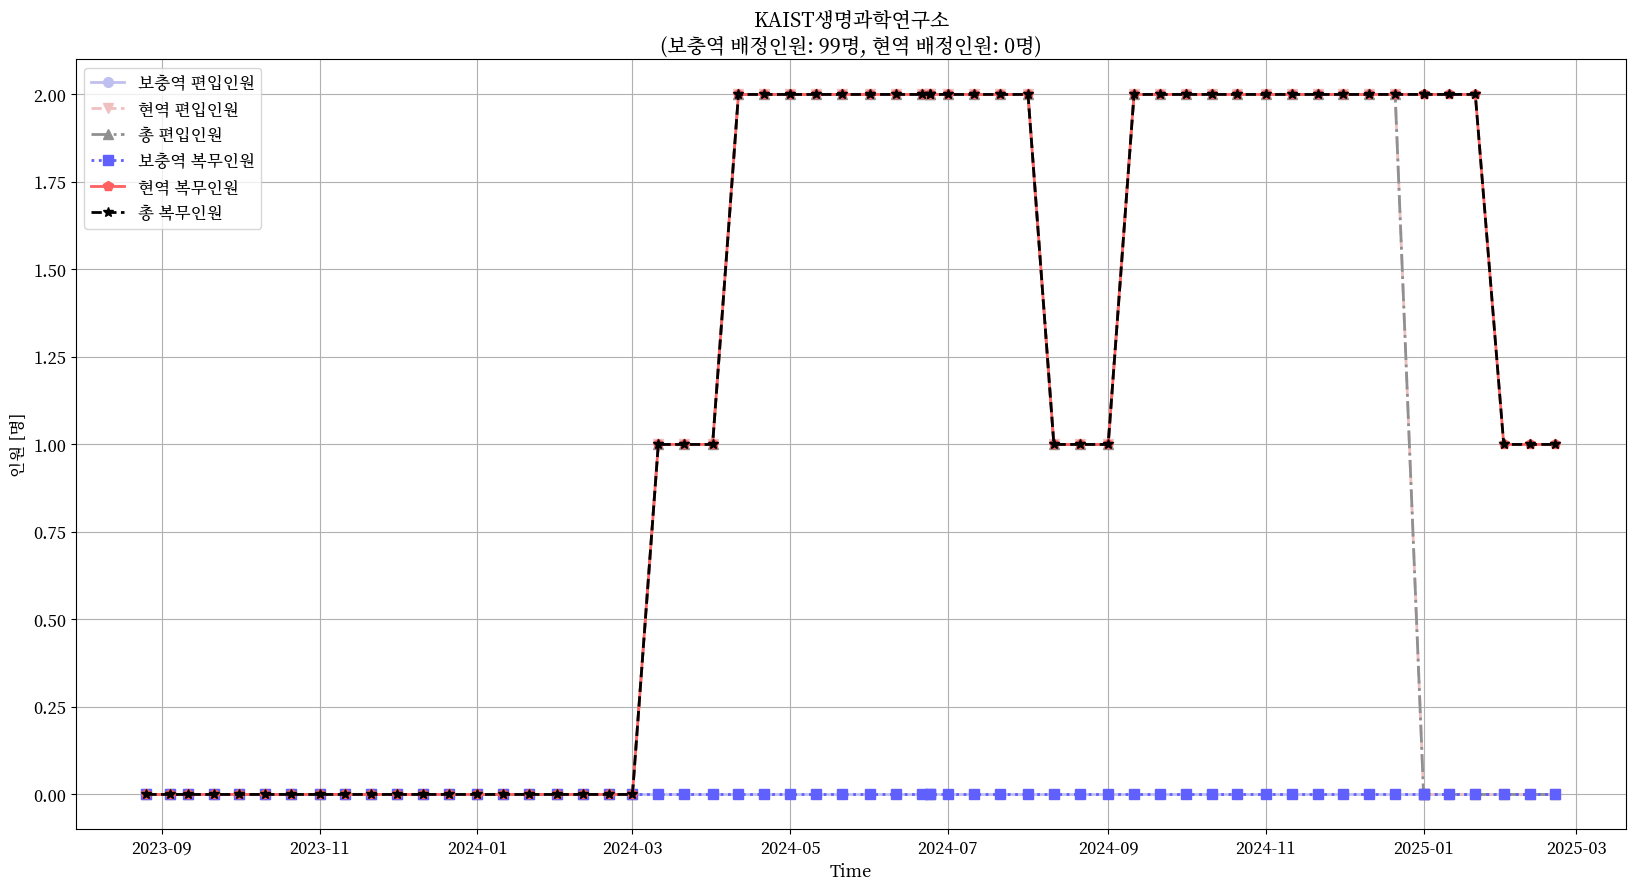 KAIST생명과학연구소
(보충역 배정인원: 99명, 현역 배정인원: 0명)
보충역 편입인원
현역 편입인원
총 편입인원
보충역 복무인원
현역 복무인원
총 복무인원
2.00
1.75
1.50
1.25
1.00
0.75
0.50
0.25
0.00
인원 [명]
2023-09
2023-11
2024-01
2024-03
2024-05
2024-07
2024-09
2024-11
2025-01
2025-03
Time